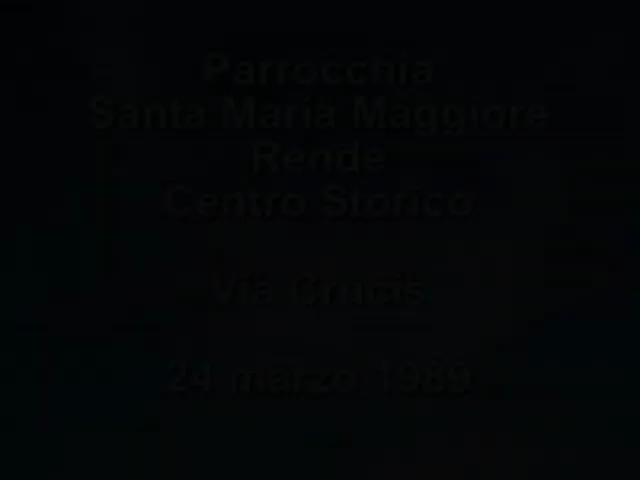 Parrocchia
Santa Maria Maggiore
Rende
Centro Storico
Via Crucis
24 marzo 1989